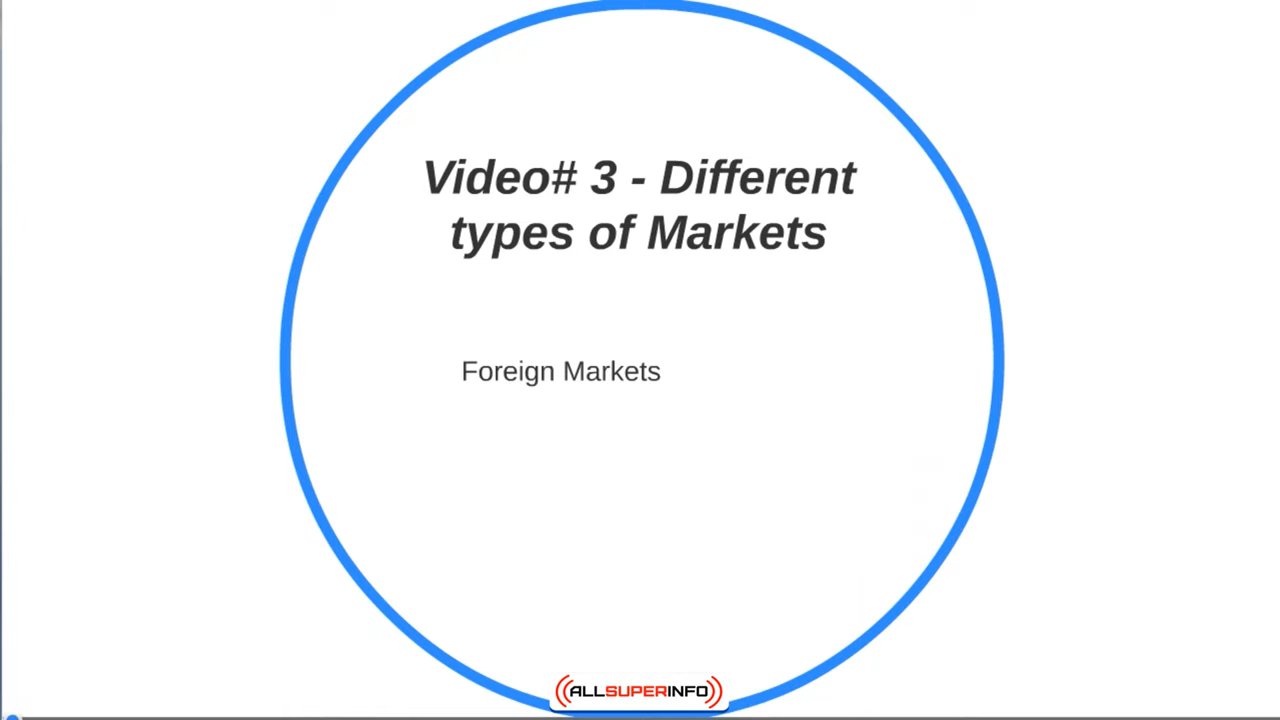 Video# 3 - Different
types of Markets
Foreign Markets
ALLSUPERINFO